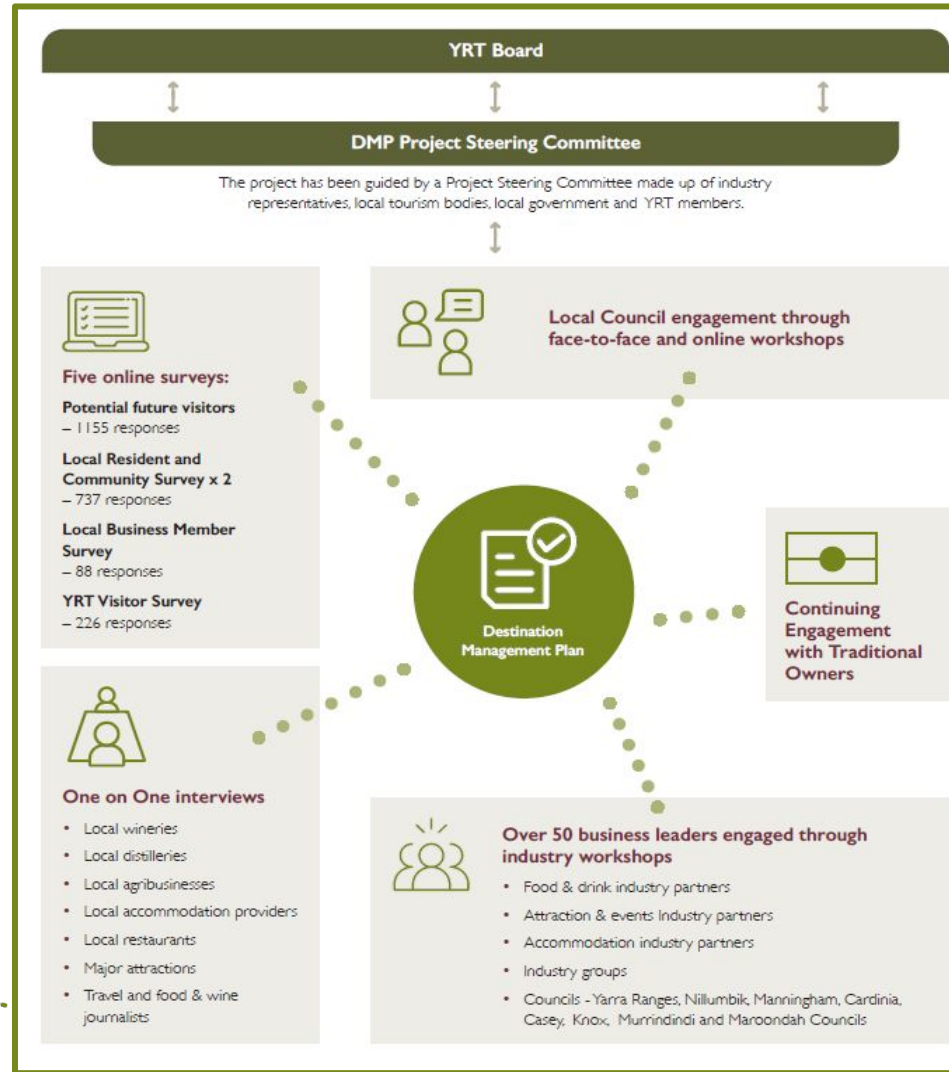 YRT Board
DMP Project Steering Committee
The project has been guided by a Project Steering Committee made up of industry
representatives, local tourism bodies, local government and YRT members.
Five online surveys:
Potential future visitors
– 1155 responses
Local Resident and
Community Survey x 2
– 737 responses
Local Business Member
Survey
– 88 responses
YRT Visitor Survey
– 226 responses
Local Council engagement through
face-to-face and online workshops
Destination
Management Plan
Continuing
Engagement
with Traditional
Owners
One on One interviews
• Local wineries
• Local distilleries
• Local agribusinesses
• Local accommodation providers
• Local restaurants
• Major attractions
• Travel and food & wine
journalists
Over 50 business leaders engaged through
industry workshops
• Food & drink industry partners
• Attraction & events Industry partners
• Accommodation industry partners
• Industry groups
• Councils - Yarra Ranges, Nillumbik, Manningham, Cardinia,
Casey, Knox, Murrindindi and Maroondah Councils